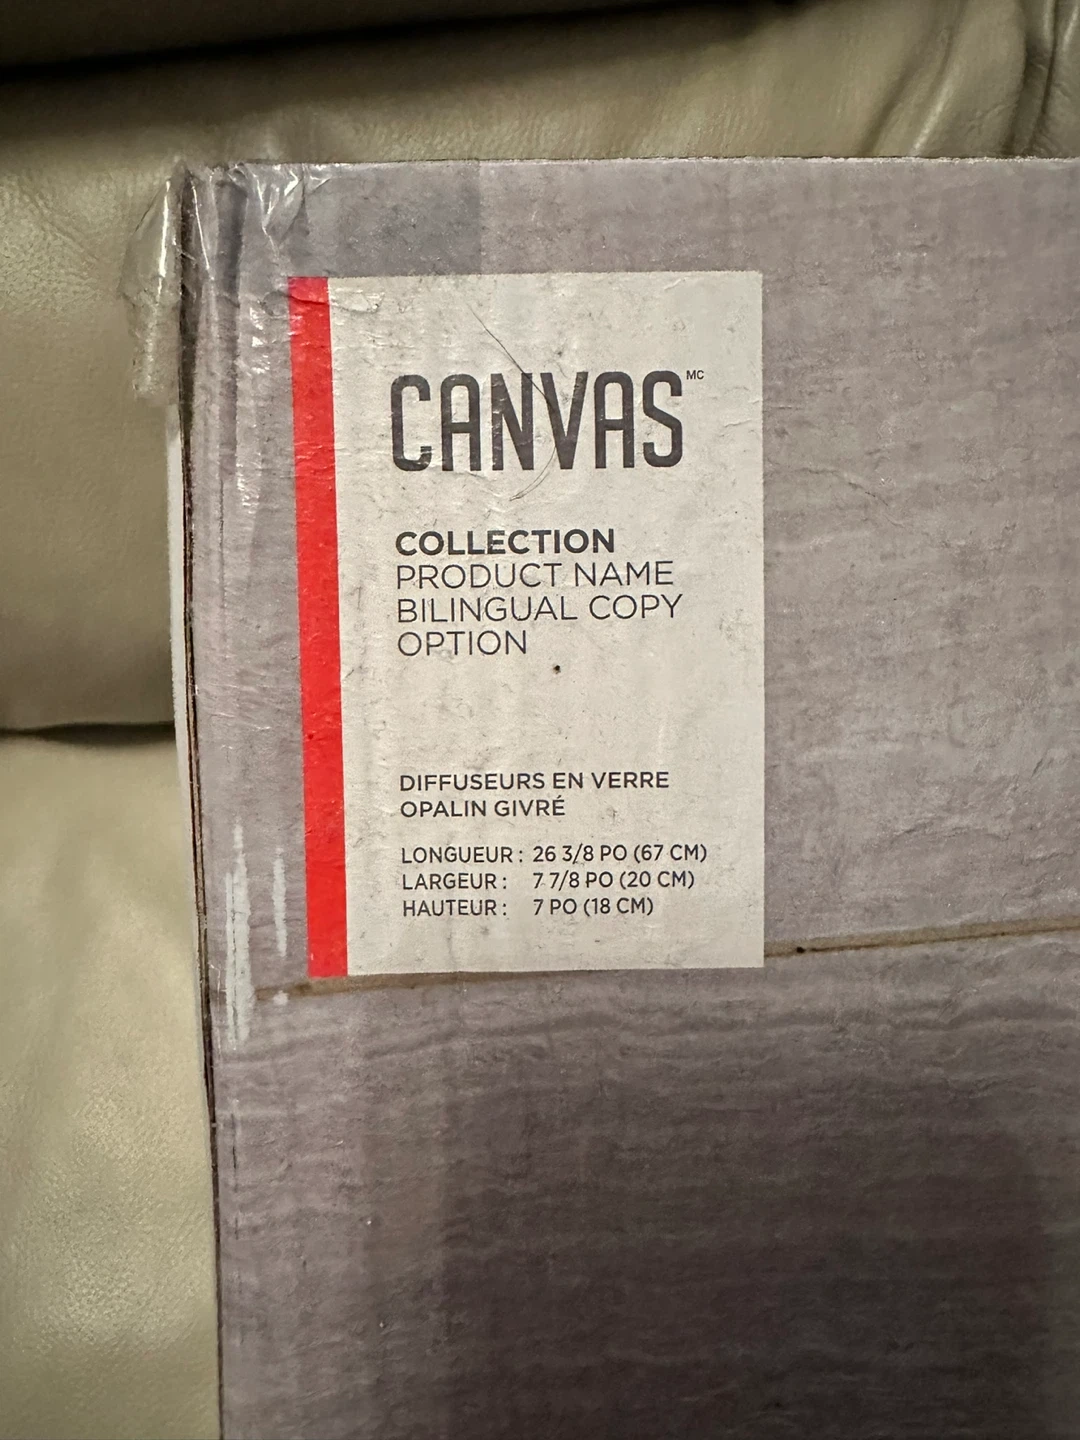 CANVAS MC
COLLECTION
PRODUCT NAME
BILINGUAL COPY
OPTION
DIFFUSEURS EN VERRE
OPALIN GIVRÉ
LONGUEUR : 26 3/8 PO (67 CM)
LARGEUR : 7 7/8 PO (20 CM)
HAUTEUR : 7 PO (18 CM)